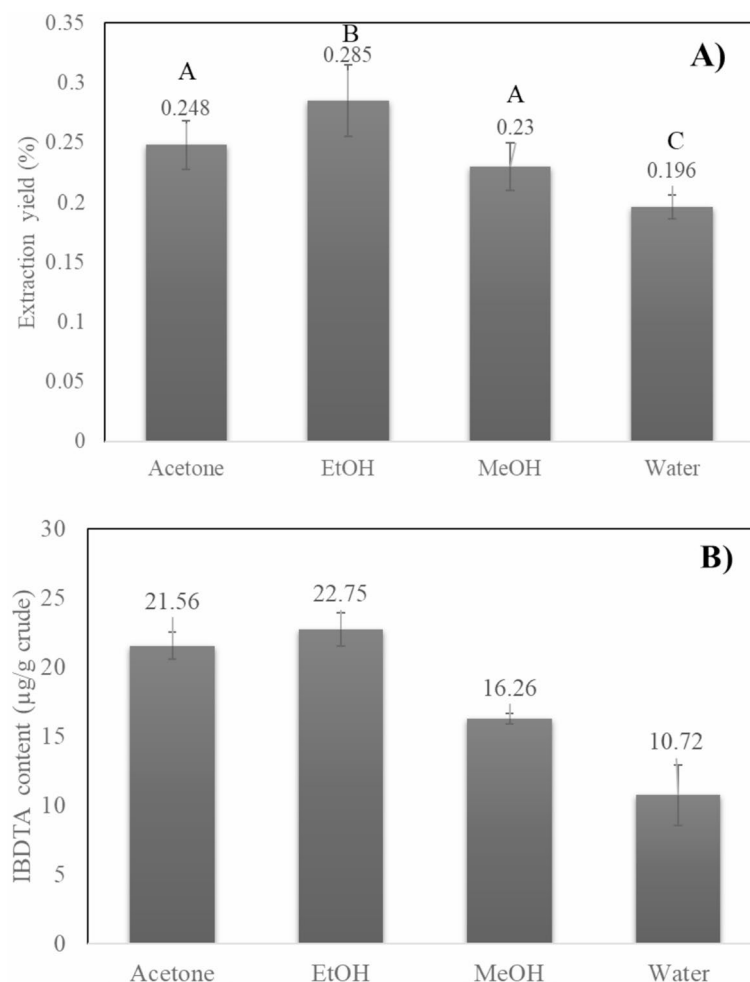 A)
Extraction yield (%)
0.35
0.3
0.25
0.2
0.15
0.1
0.05
0
A
0.248
B
0.285
A
0.23
C
0.196
Acetone EtOH MeOH Water
B)
IBDTA content (µg/g crude)
30
25
20
15
10
5
0
21.56
22.75
16.26
10.72
Acetone EtOH MeOH Water